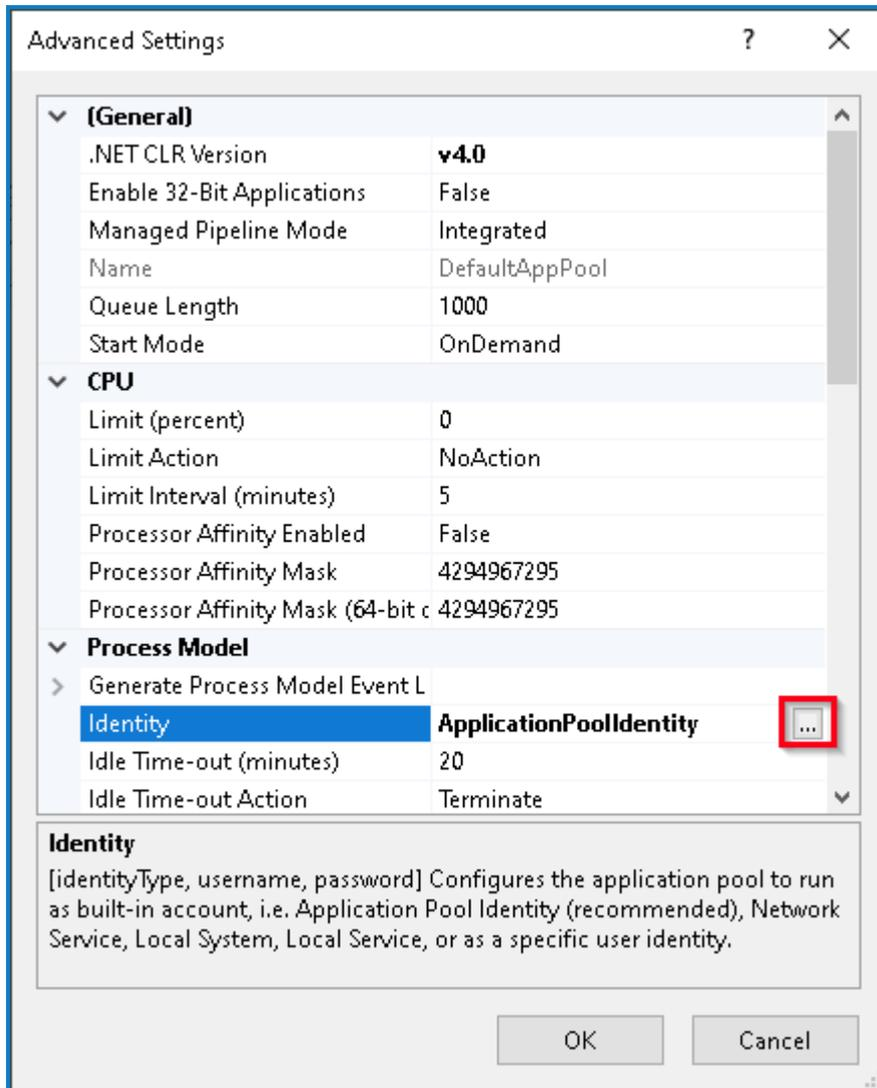 Advanced Settings ?
(General)
.NET CLR Version v4.0
Enable 32-Bit Applications False
Managed Pipeline Mode Integrated
Name DefaultAppPool
Queue Length 1000
Start Mode OnDemand
CPU
Limit (percent) 0
Limit Action NoAction
Limit Interval (minutes) 5
Processor Affinity Enabled False
Processor Affinity Mask 4294967295
Processor Affinity Mask (64-bit c 4294967295
Process Model
Generate Process Model Event L
Identity ApplicationPoolIdentity ...
Idle Time-out (minutes) 20
Idle Time-out Action Terminate
Identity
[identityType, username, password] Configures the application pool to run
as built-in account, i.e. Application Pool Identity (recommended), Network
Service, Local System, Local Service, or as a specific user identity.
OK Cancel